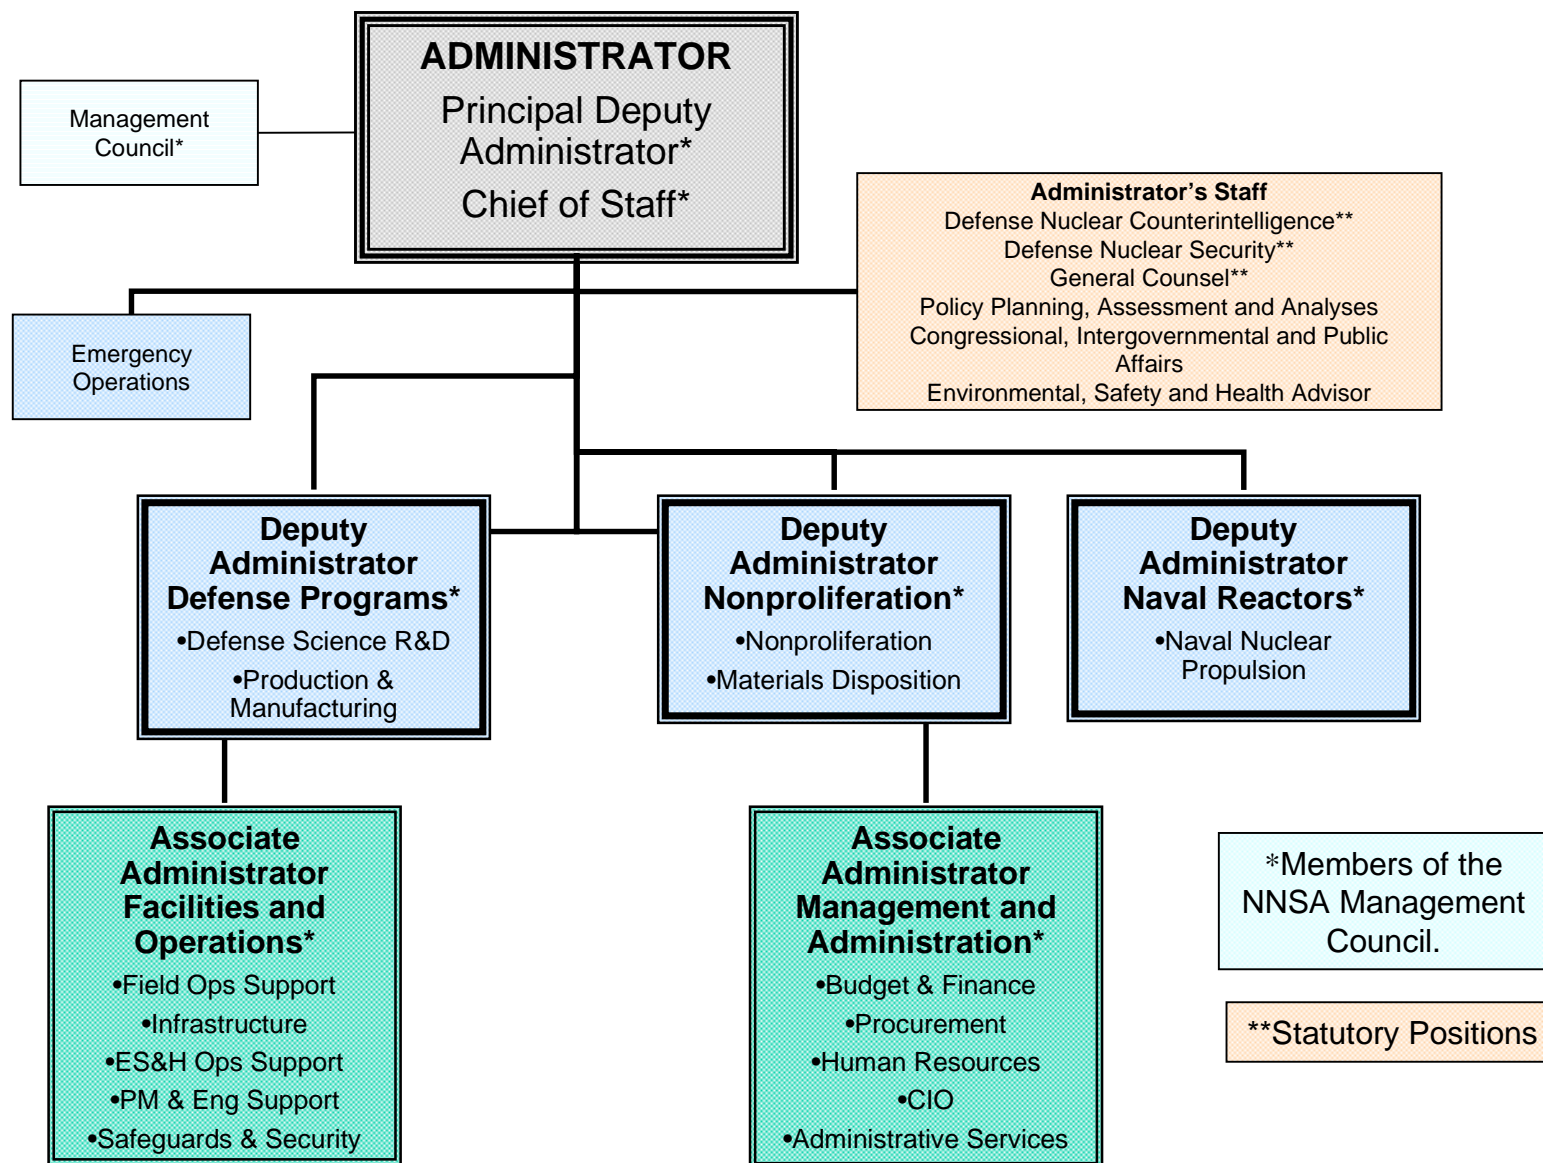 ADMINISTRATOR
Principal Deputy
Administrator*
Chief of Staff*
Management
Council*
Administrator’s Staff
Defense Nuclear Counterintelligence**
Defense Nuclear Security**
General Counsel**
Policy Planning, Assessment and Analyses
Congressional, Intergovernmental and Public
Affairs
Environmental, Safety and Health Advisor
Emergency
Operations
Deputy
Administrator
Defense Programs*
•Defense Science R&D
•Production &
Manufacturing
Deputy
Administrator
Nonproliferation*
•Nonproliferation
•Materials Disposition
Deputy
Administrator
Naval Reactors*
•Naval Nuclear
Propulsion
Associate
Administrator
Facilities and
Operations*
•Field Ops Support
•Infrastructure
•ES&H Ops Support
•PM & Eng Support
•Safeguards & Security
Associate
Administrator
Management and
Administration*
•Budget & Finance
•Procurement
•Human Resources
•CIO
•Administrative Services
*Members of the
NNSA Management
Council.
**Statutory Positions